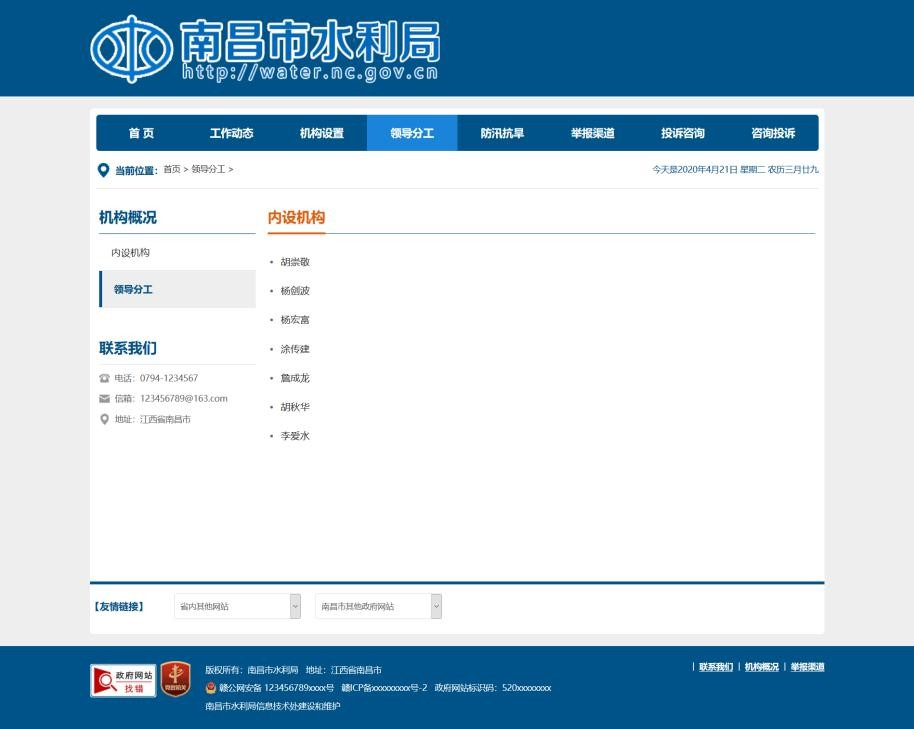 南昌市水利局
http://water.nc.gov.cn
首 页 工作动态 机构设置 领导分工 防汛抗旱 举报渠道 投诉咨询 咨询投诉
当前位置： 首页 > 领导分工 > 今天是2020年4月21日 星期二 农历三月廿九
机构概况
内设机构
领导分工
联系我们
电话：0794-1234567
信箱：123456789@163.com
地址：江西省南昌市
内设机构
胡崇敬
杨创波
杨宏富
涂传建
詹成龙
胡秋华
李爱水
【友情链接】 省内其他网站 南昌市其他政府网站
政府网站
找错
党政机关
版权所有：南昌市水利局 地址：江西省南昌市
赣公网安备 123456789xxxx号 赣ICP备xxxxxxxxx号-2 政府网站标识码：520xxxxxxxx
南昌市水利局信息技术处建设和维护
| 联系我们 | 机构概况 | 举报渠道